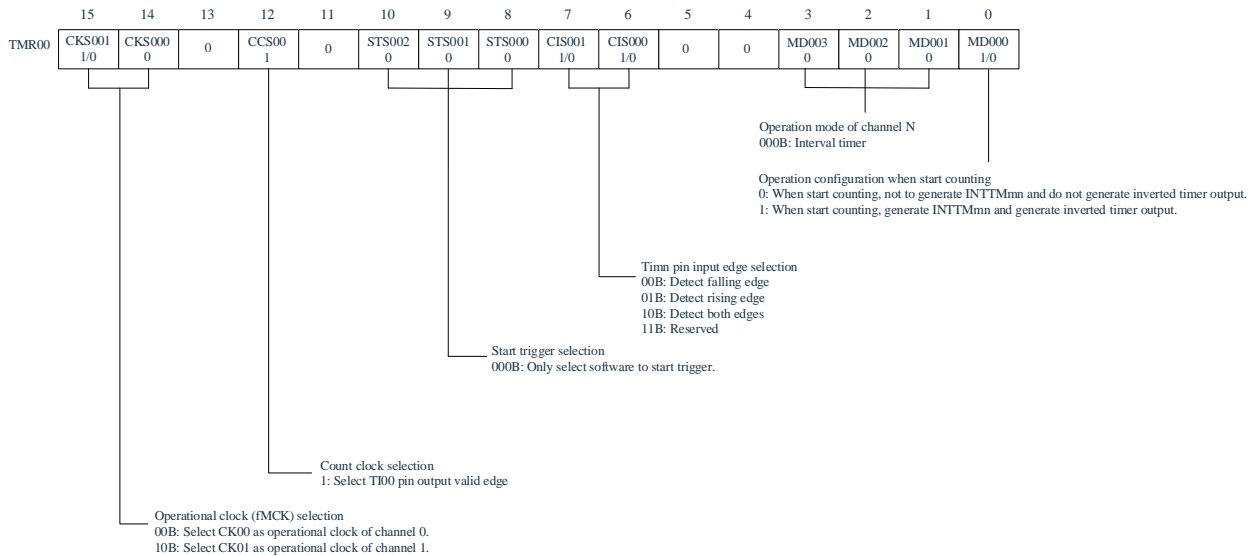 15 14 13 12 11 10 9 8 7 6 5 4 3 2 1 0
TMR00 CKS001 CKS000 0 CCS00 0 STS002 STS001 STS000 CIS001 CIS000 0 0 MD003 MD002 MD001 MD000
1/0 0 1 0 0 0 1/0 1/0 0 0 0 1/0
Operation mode of channel N
000B: Interval timer
Operation configuration when start counting
0: When start counting, not to generate INTTMmn and do not generate inverted timer output.
1: When start counting, generate INTTMmn and generate inverted timer output.
Timn pin input edge selection
00B: Detect falling edge
01B: Detect rising edge
10B: Detect both edges
11B: Reserved
Start trigger selection
000B: Only select software to start trigger.
Count clock selection
1: Select TI00 pin output valid edge
Operational clock (fMCK) selection
00B: Select CK00 as operational clock of channel 0.
10B: Select CK01 as operational clock of channel 1.